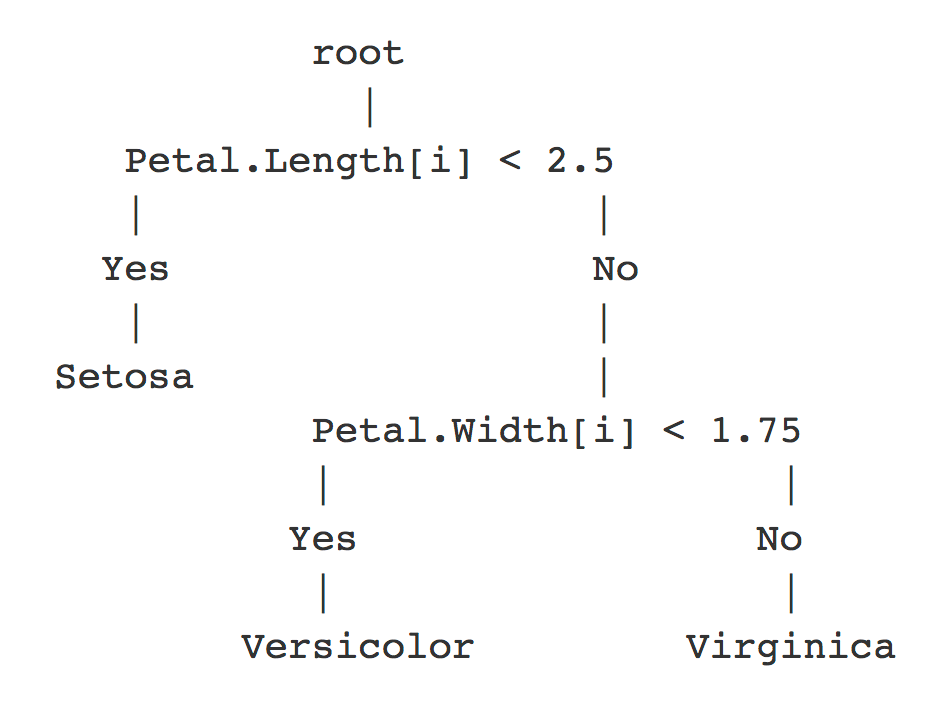 root
|
Petal.Length[i] < 2.5
| |
Yes No
| |
Setosa |
Petal.Width[i] < 1.75
| |
Yes No
| |
Versicolor Virginica